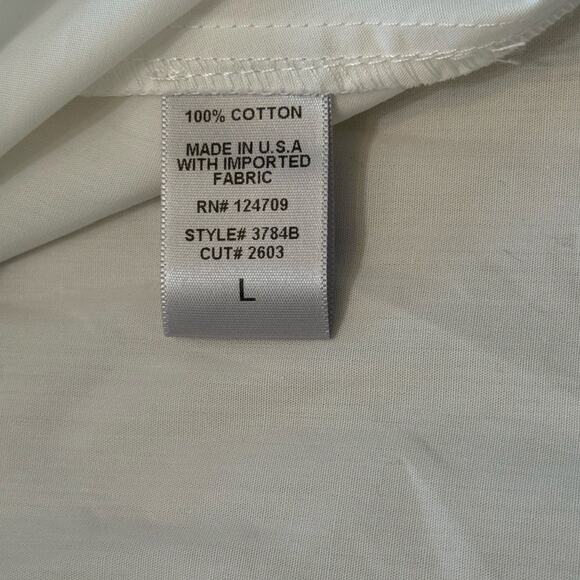 100% COTTON
MADE IN U.S.A
WITH IMPORTED
FABRIC
RN# 124709
STYLE# 3784B
CUT# 2603
L